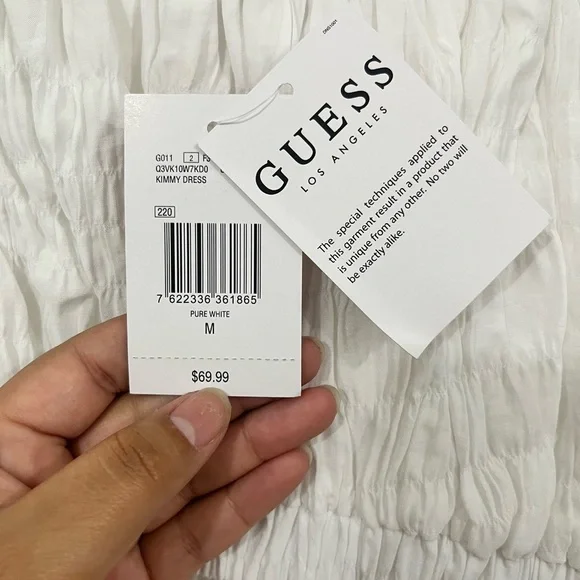 G011 2 F3
Q3VK10W7KD0
KIMMY DRESS
220
7 622336 361865
PURE WHITE
M
$69.99
GUESS
LOS ANGELES
The special techniques applied to
this garment result in a product that
is unique from any other. No two will
be exactly alike.